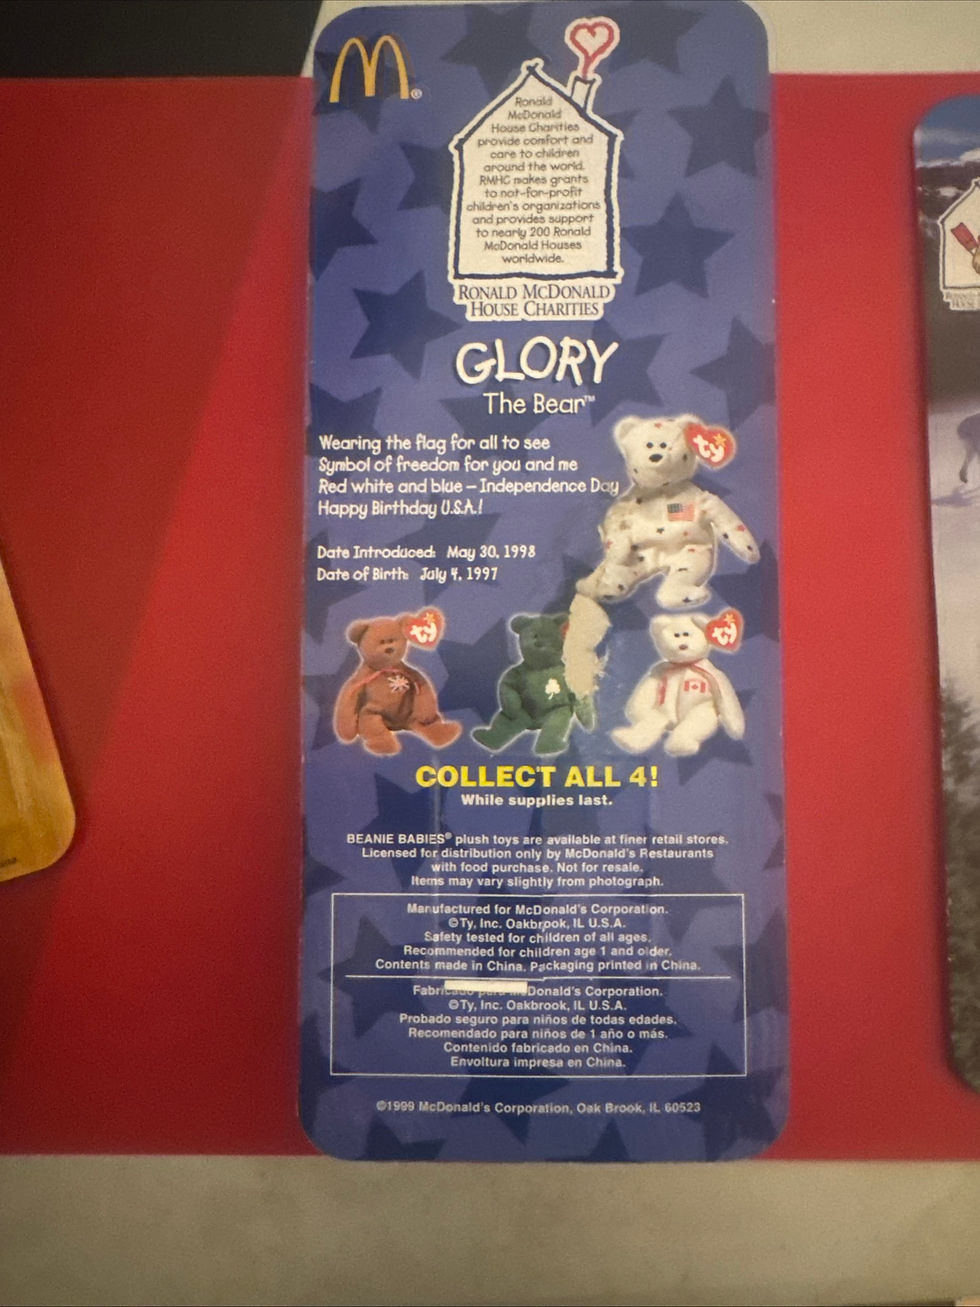 Ronald
McDonald
House Charities
provide comfort and
care to children
around the world.
RMHC makes grants
to not-for-profit
children's organizations
and provides support
to nearly 200 Ronald
McDonald Houses
worldwide.
RONALD MCDONALD
HOUSE CHARITIES
GLORY
The Bear™
Wearing the flag for all to see
Symbol of freedom for you and me
Red white and blue – Independence Day
Happy Birthday U.S.A.!
Date Introduced: May 30, 1998
Date of Birth: July 4, 1997
ty
ty
ty
COLLECT ALL 4!
While supplies last.
BEANIE BABIES® plush toys are available at finer retail stores.
Licensed for distribution only by McDonald's Restaurants
with food purchase. Not for resale.
Items may vary slightly from photograph.
Manufactured for McDonald's Corporation.
©Ty, Inc. Oakbrook, IL U.S.A.
Safety tested for children of all ages.
Recommended for children age 1 and older.
Contents made in China. Packaging printed in China.
Donald's Corporation.
©Ty, Inc. Oakbrook, IL U.S.A.
Probado seguro para niños de todas edades.
Recomendado para niños de 1 año o más.
Contenido fabricado en China.
Envoltura impresa en China.
©1999 McDonald's Corporation, Oak Brook, IL 60523